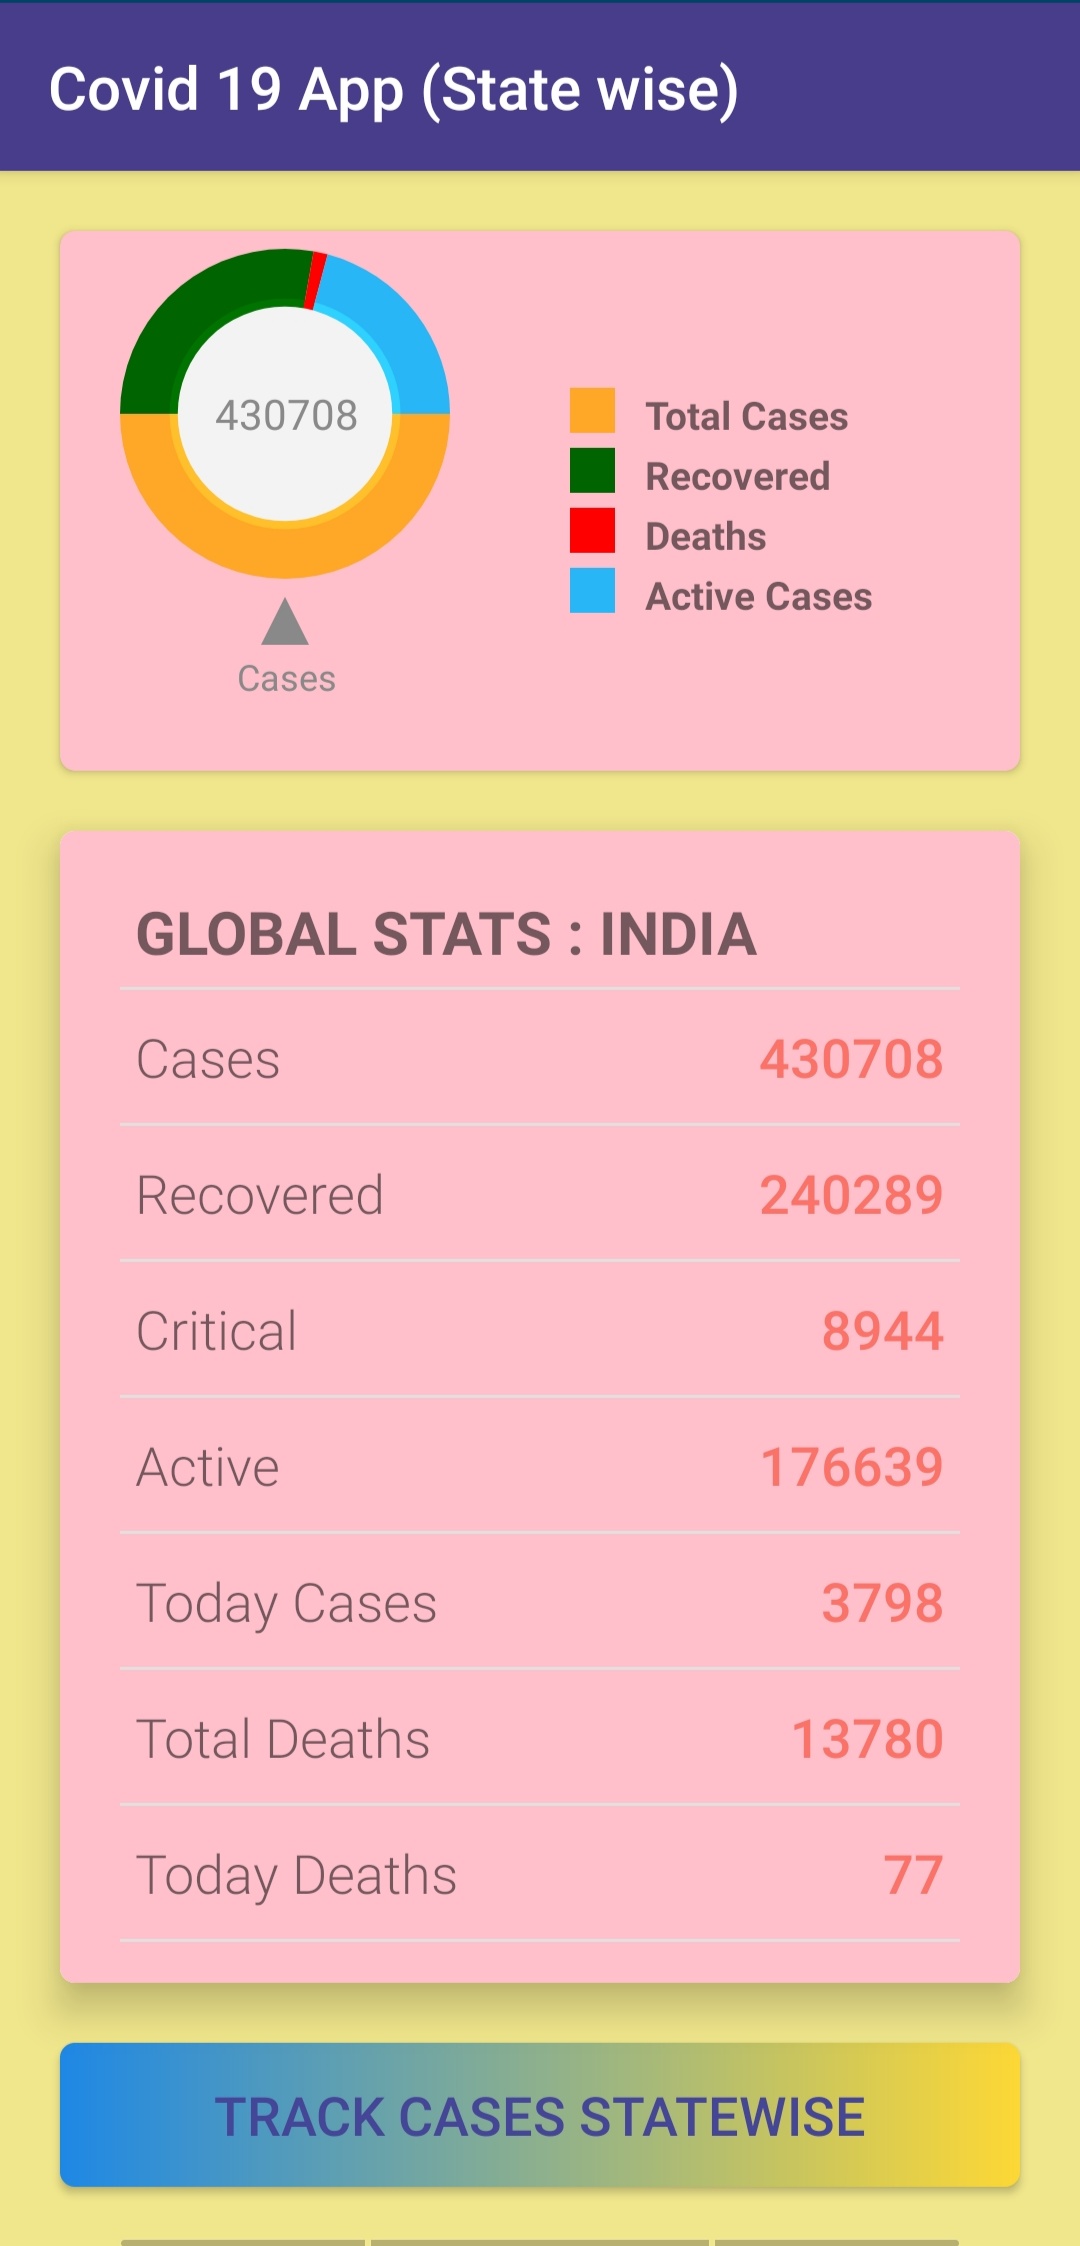 Covid 19 App (State wise)
430708
Cases
Total Cases
Recovered
Deaths
Active Cases
GLOBAL STATS : INDIA
Cases 430708
Recovered 240289
Critical 8944
Active 176639
Today Cases 3798
Total Deaths 13780
Today Deaths 77
TRACK CASES STATEWISE